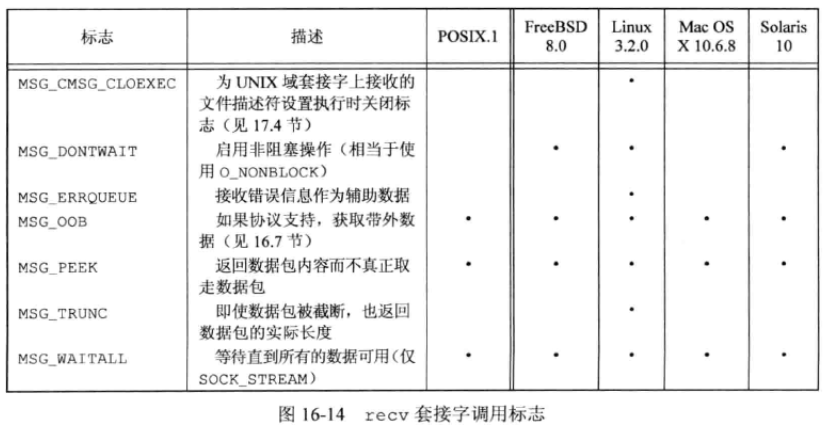 标志 描述 POSIX.1 FreeBSD 8.0 Linux 3.2.0 Mac OS X 10.6.8 Solaris 10
MSG_CMSG_CLOEXEC 为 UNIX 域套接字上接收的 •
文件描述符设置执行时关闭标
志(见 17.4 节)
MSG_DONTWAIT 启用非阻塞操作(相当于使 • • •
用 O_NONBLOCK)
MSG_ERRQUEUE 接收错误信息作为辅助数据 •
MSG_OOB 如果协议支持,获取带外数 • • • • •
据(见 16.7 节)
MSG_PEEK 返回数据包内容而不真正取 • • • • •
走数据包
MSG_TRUNC 即使数据包被截断,也返回 •
数据包的实际长度
MSG_WAITALL 等待直到所有的数据可用(仅 • • • • •
SOCK_STREAM)
图 16-14 recv 套接字调用标志